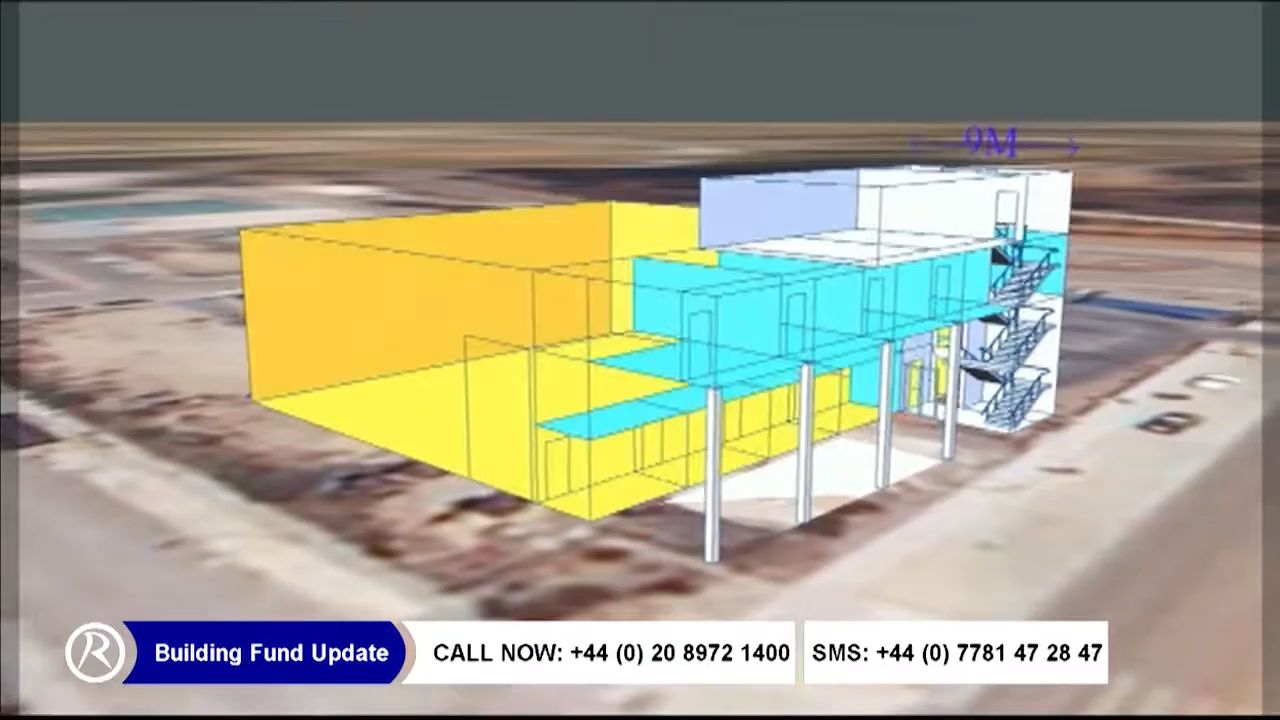 9M
R
Building Fund Update
CALL NOW: +44 (0) 20 8972 1400
SMS: +44 (0) 7781 47 28 47